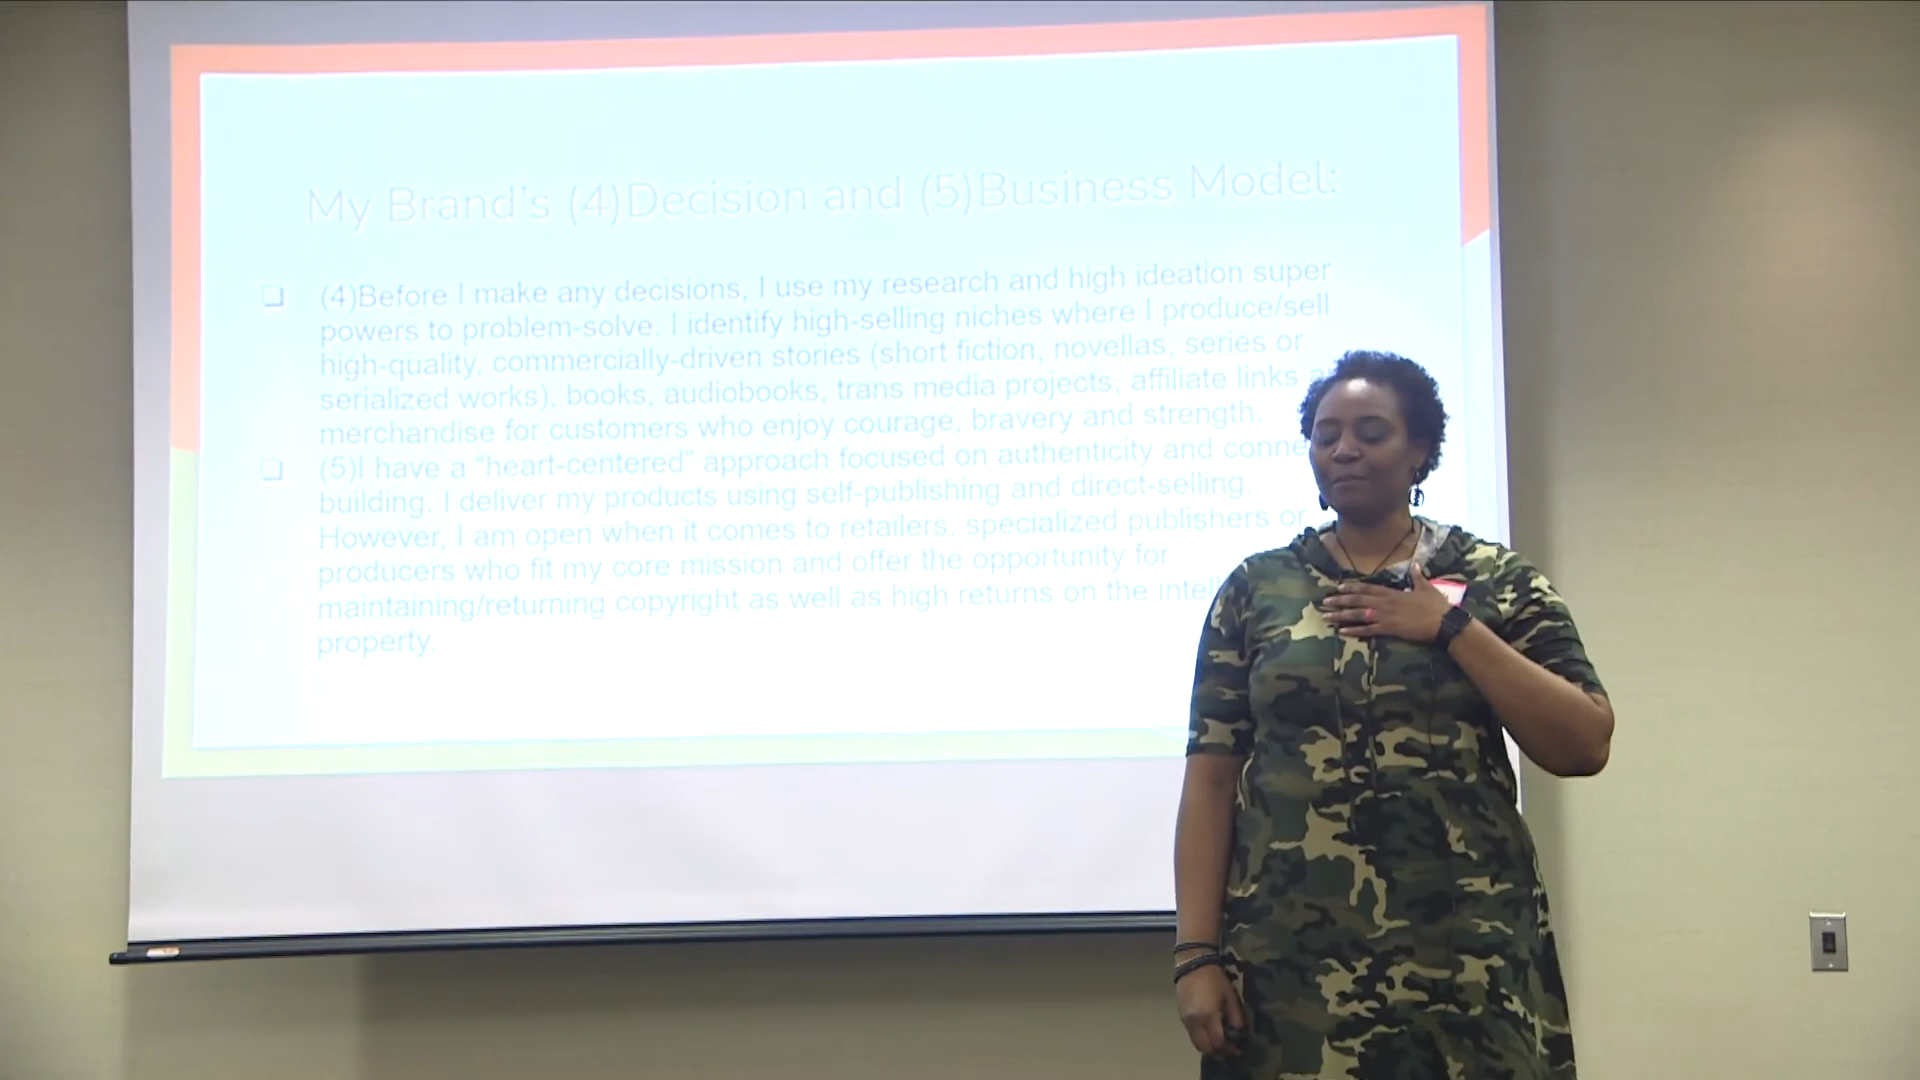 My Brand's (4)Decision and (5)Business Model:
(4)Before I make any decisions, I use my research and high ideation super
powers to problem-solve. I identify high-selling niches where I produce/sell
high-quality, commercially-driven stories (short fiction, novellas, series or
serialized works), books, audiobooks, trans media projects, affiliate links
merchandise for customers who enjoy courage, bravery and strength.
(5)I have a "heart-centered" approach focused on authenticity and
building. I deliver my products using self-publishing and direct-selling.
However, I am open when it comes to retailers, specialized publishers or
producers who fit my core mission and offer the opportunity for
maintaining/returning copyright as well as high returns on the
property.